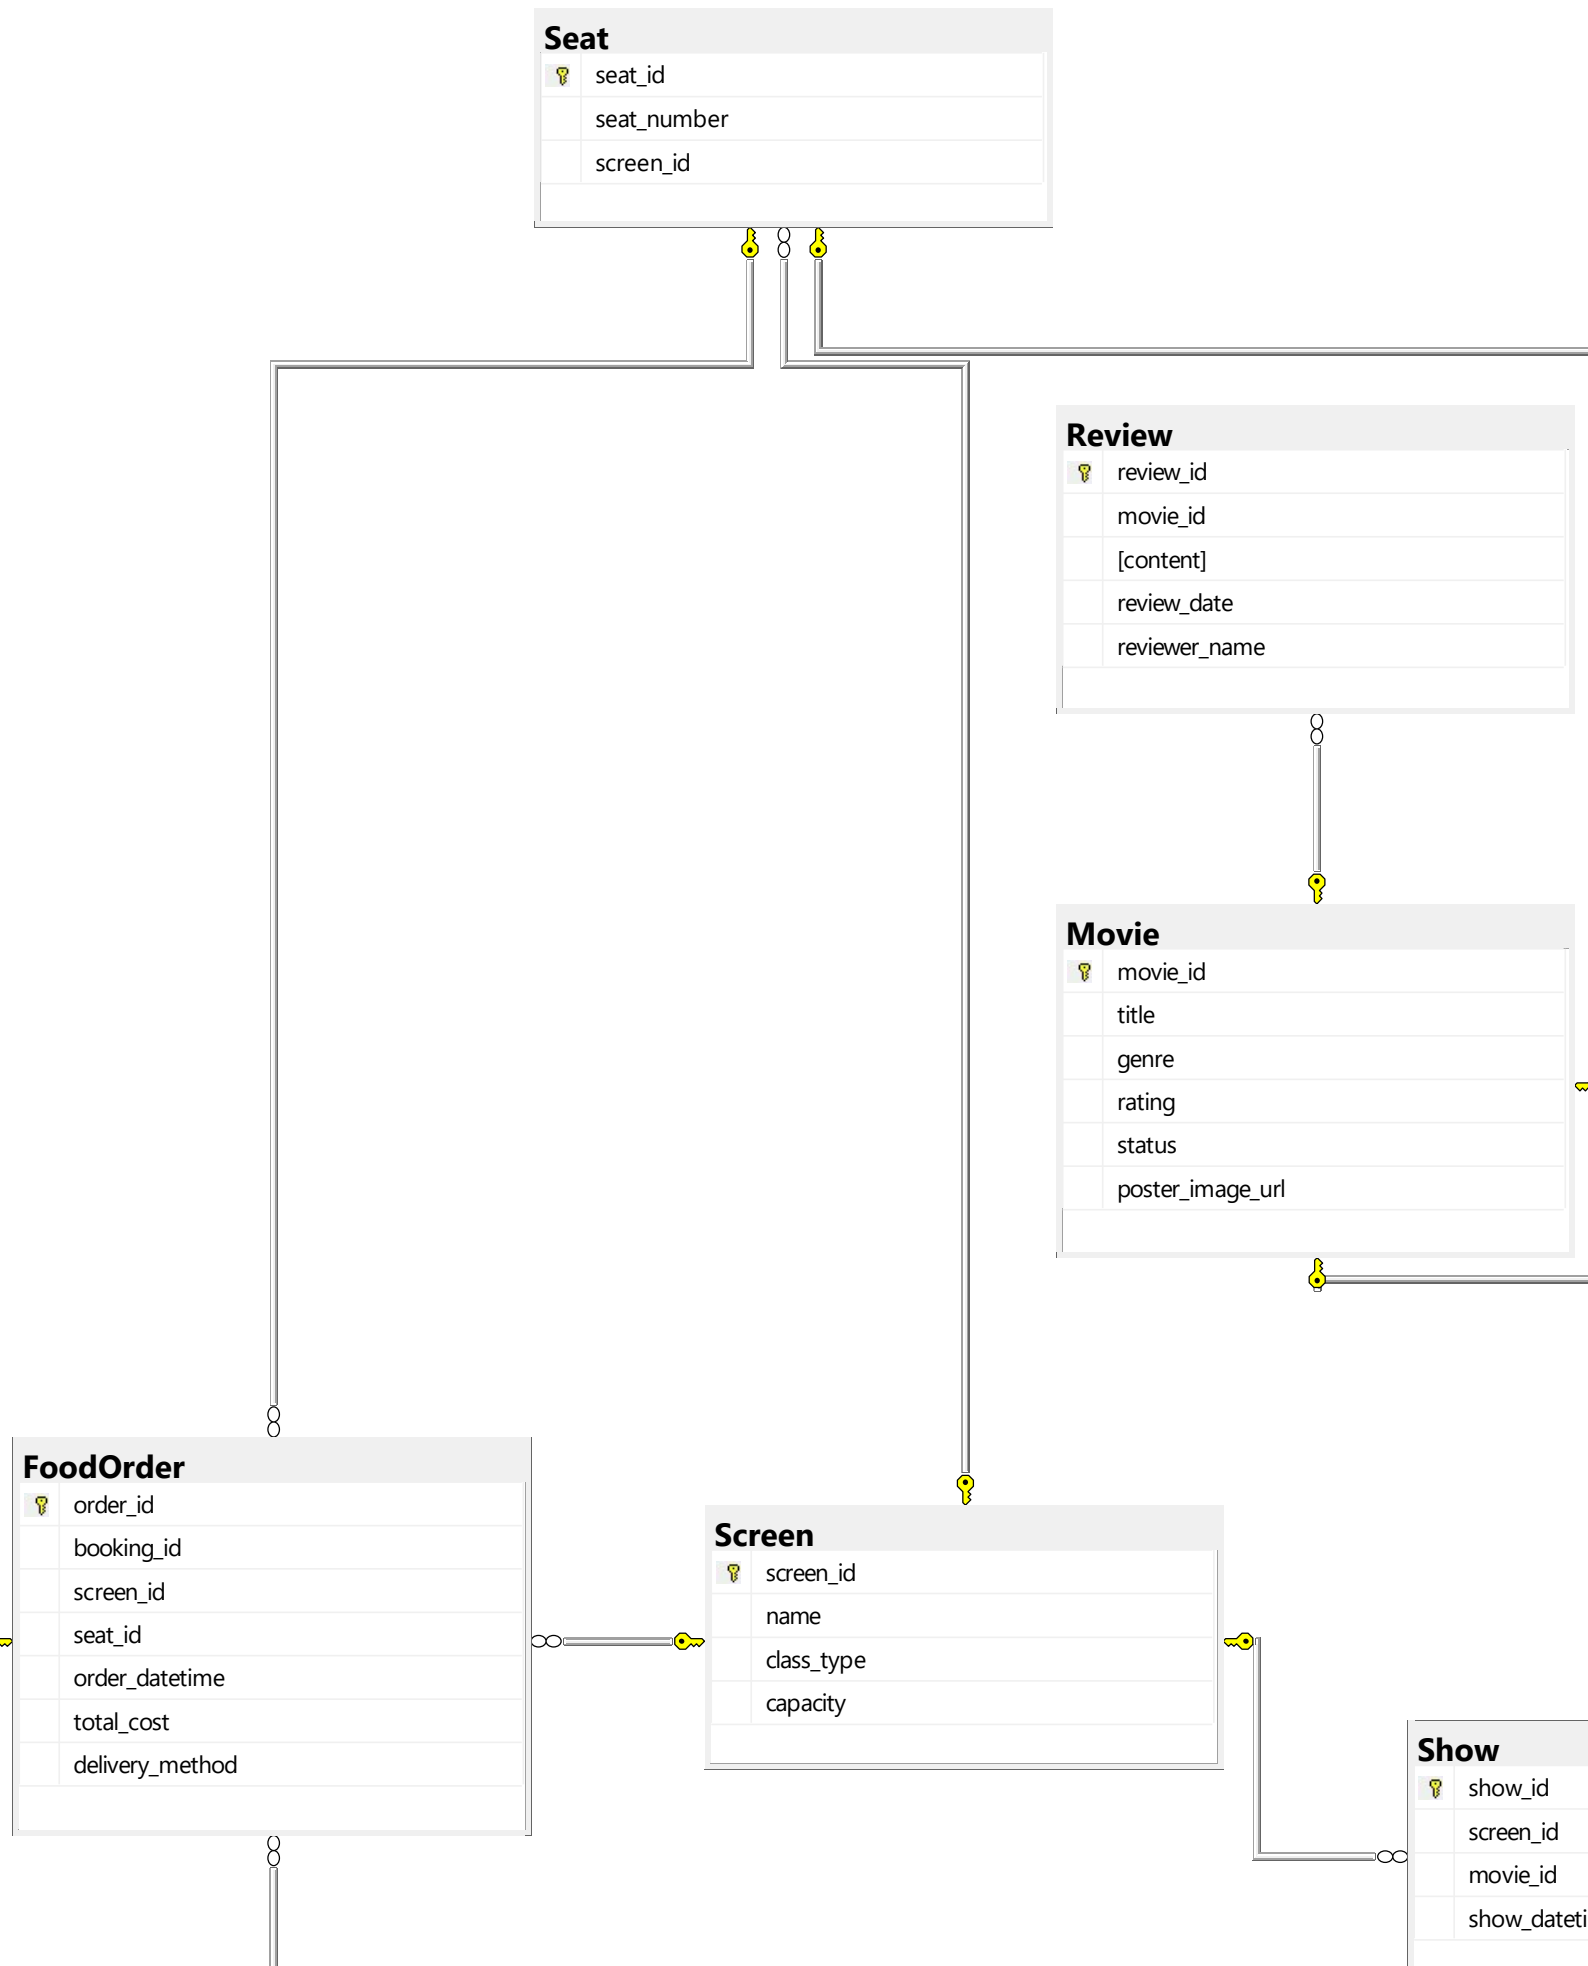 Seat
seat_id
seat_number
screen_id
Review
review_id
movie_id
[content]
review_date
reviewer_name
Movie
movie_id
title
genre
rating
status
poster_image_url
FoodOrder
order_id
booking_id
screen_id
seat_id
order_datetime
total_cost
delivery_method
Screen
screen_id
name
class_type
capacity
Show
show_id
screen_id
movie_id
show_dateti